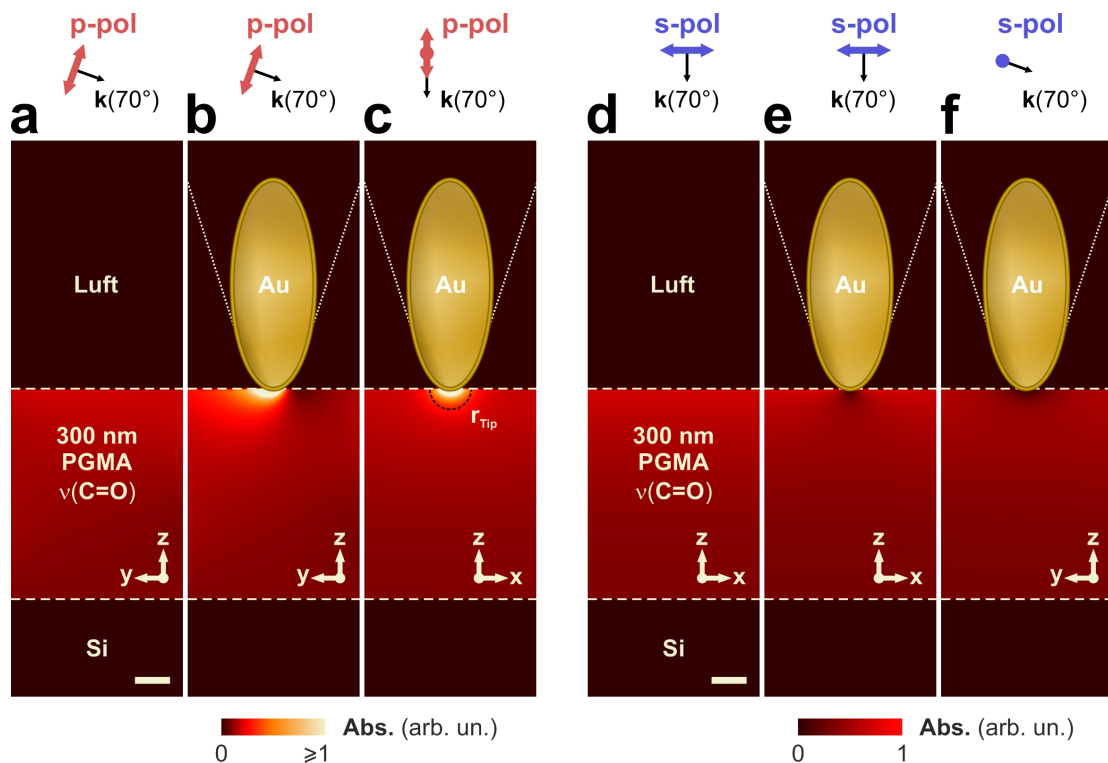 p-pol
p-pol
p-pol
s-pol
s-pol
s-pol
k(70°)
k(70°)
k(70°)
k(70°)
k(70°)
k(70°)
a
b
c
d
e
f
Luft
Au
Au
Luft
Au
Au
r_Tip
300 nm
PGMA
ν(C=O)
300 nm
PGMA
ν(C=O)
z
z
z
z
z
z
y
y
x
x
x
y
Si
Si
Abs. (arb. un.)
0
⩾1
Abs. (arb. un.)
0
1